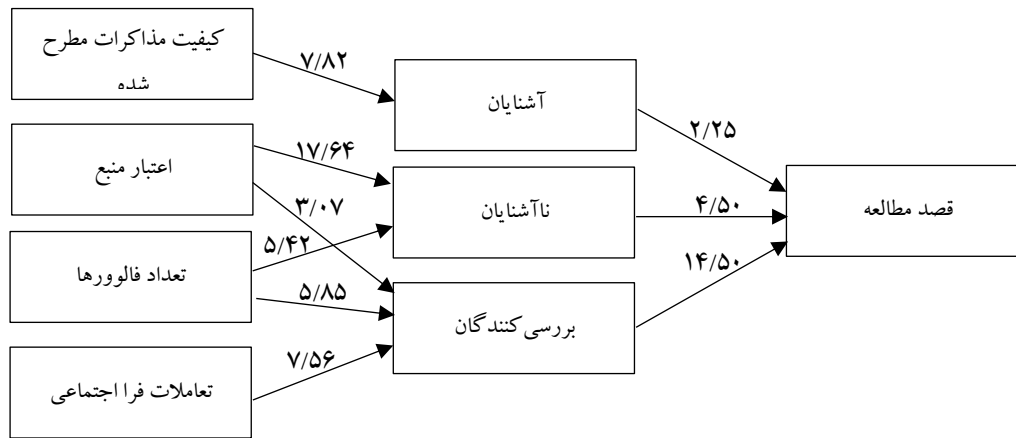 کیفیت مذاکرات مطرح
شده
۷/۸۲
آشنایان
۲/۲۵
اعتبار منبع
۱۷/۶۴
ناآشنایان
۴/۵۰
قصد مطالعه
۳/۰۷
تعداد فالوورها
۵/۴۲
۵/۸۵
بررسی‌کنندگان
۱۴/۵۰
تعاملات فرا اجتماعی
۷/۵۶